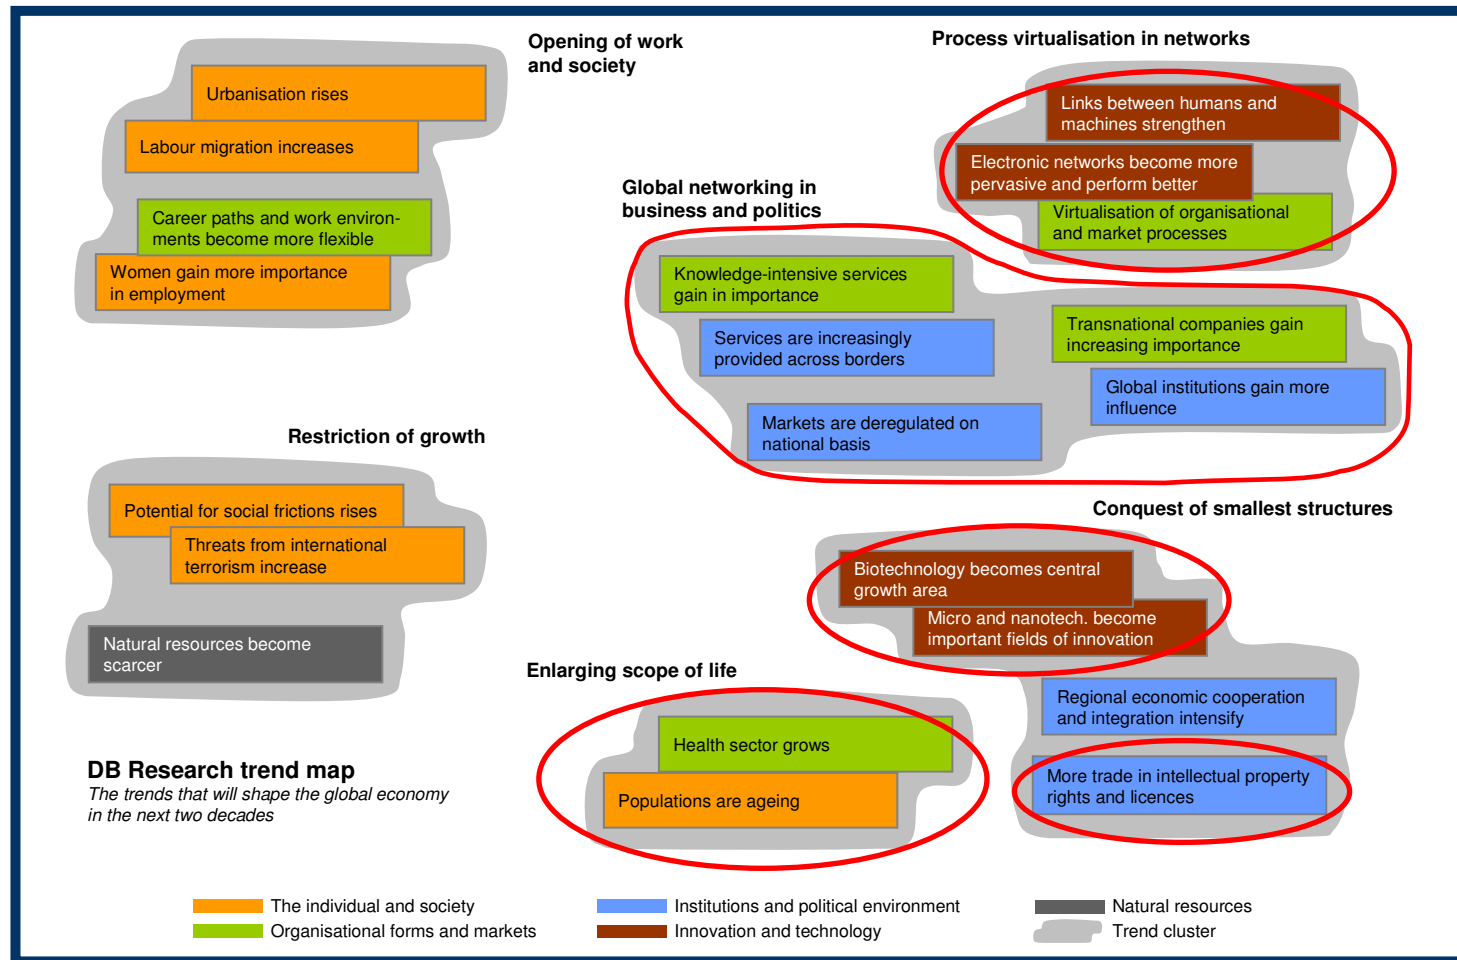 Opening of work
and society
Urbanisation rises
Labour migration increases
Career paths and work environ-
ments become more flexible
Women gain more importance
in employment
Process virtualisation in networks
Links between humans and
machines strengthen
Electronic networks become more
pervasive and perform better
Virtualisation of organisational
and market processes
Global networking in
business and politics
Knowledge-intensive services
gain in importance
Services are increasingly
provided across borders
Markets are deregulated on
national basis
Transnational companies gain
increasing importance
Global institutions gain more
influence
Restriction of growth
Potential for social frictions rises
Threats from international
terrorism increase
Natural resources become
scarcer
Conquest of smallest structures
Biotechnology becomes central
growth area
Micro and nanotech. become
important fields of innovation
Regional economic cooperation
and integration intensify
More trade in intellectual property
rights and licences
Enlarging scope of life
Health sector grows
Populations are ageing
DB Research trend map
The trends that will shape the global economy
in the next two decades
The individual and society
Organisational forms and markets
Institutions and political environment
Innovation and technology
Natural resources
Trend cluster